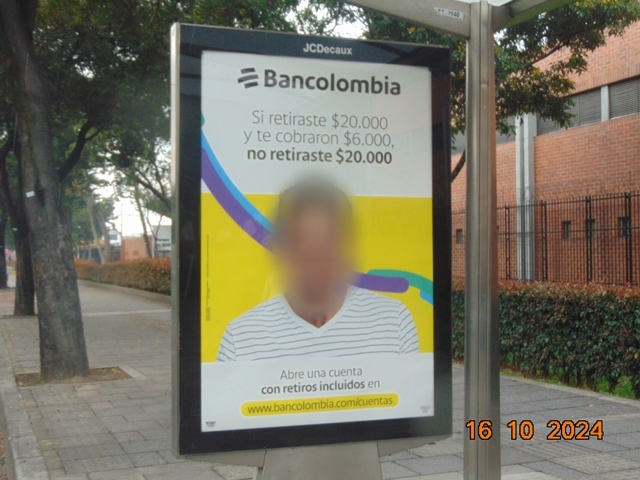 JCDecaux
Bancolombia
Si retiraste $20.000
y te cobraron $6.000,
no retiraste $20.000
Abre una cuenta
con retiros incluidos en
www.bancolombia.com/cuentas
16 10 2024